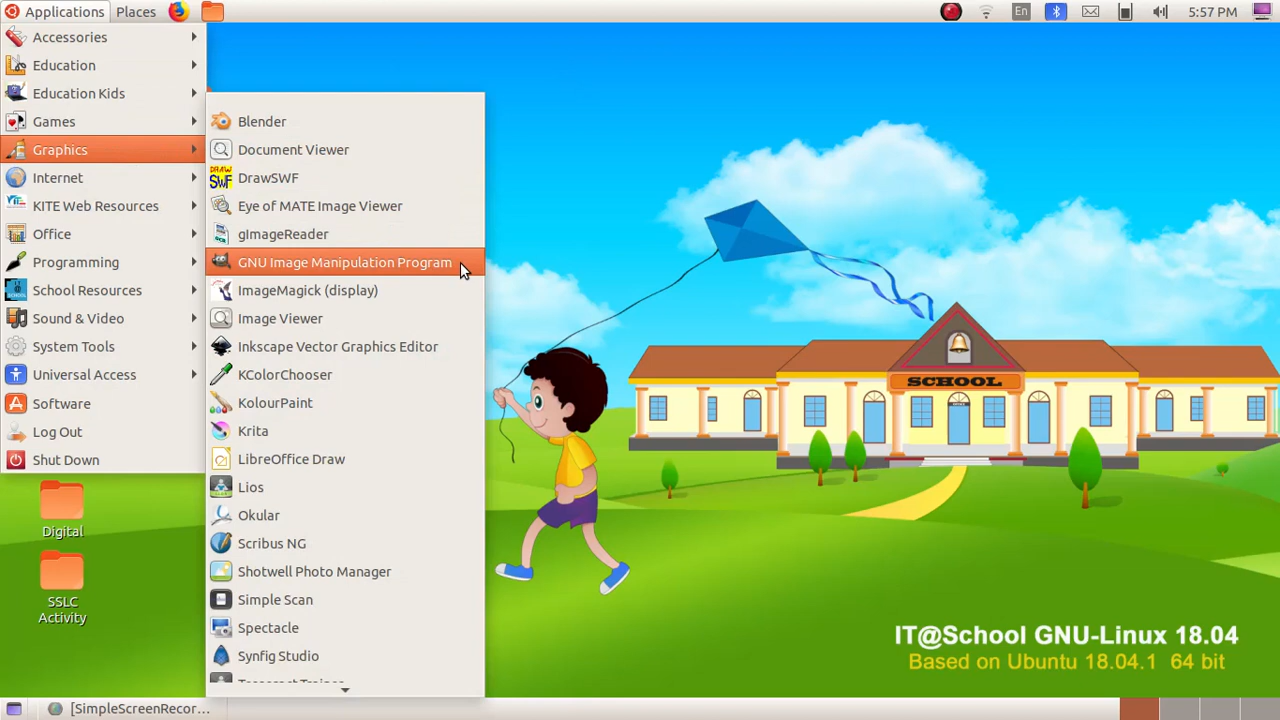 Applications Places En 5:57 PM
Accessories
Education
Education Kids
Games
Graphics
Internet
KITE Web Resources
Office
Programming
School Resources
Sound & Video
System Tools
Universal Access
Software
Log Out
Shut Down
Blender
Document Viewer
DrawSWF
Eye of MATE Image Viewer
gImageReader
GNU Image Manipulation Program
ImageMagick (display)
Image Viewer
Inkscape Vector Graphics Editor
KColorChooser
KolourPaint
Krita
LibreOffice Draw
Lios
Okular
Scribus NG
Shotwell Photo Manager
Simple Scan
Spectacle
Synfig Studio
Digital
SSLC
Activity
SCHOOL
IT@School GNU-Linux 18.04
Based on Ubuntu 18.04.1 64 bit
[SimpleScreenRecor...